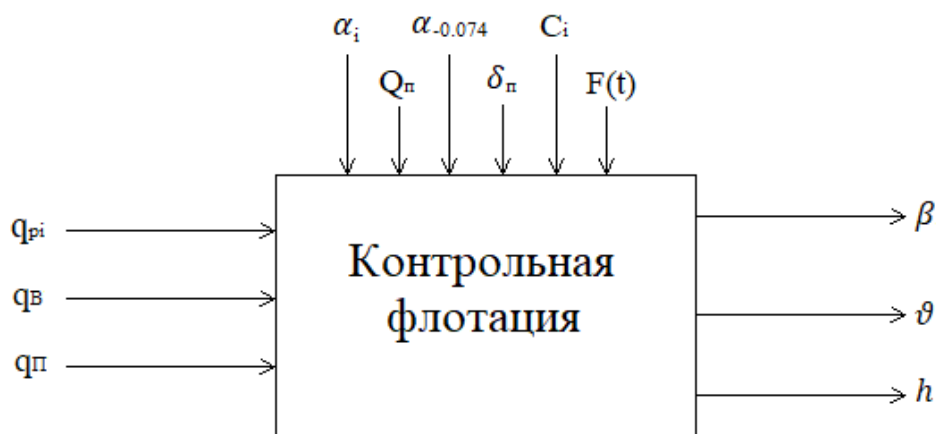 αᵢ α-0.074 Cᵢ
Qп δп F(t)
qpi
qв
qп
Контрольная
флотация
β
ϑ
h